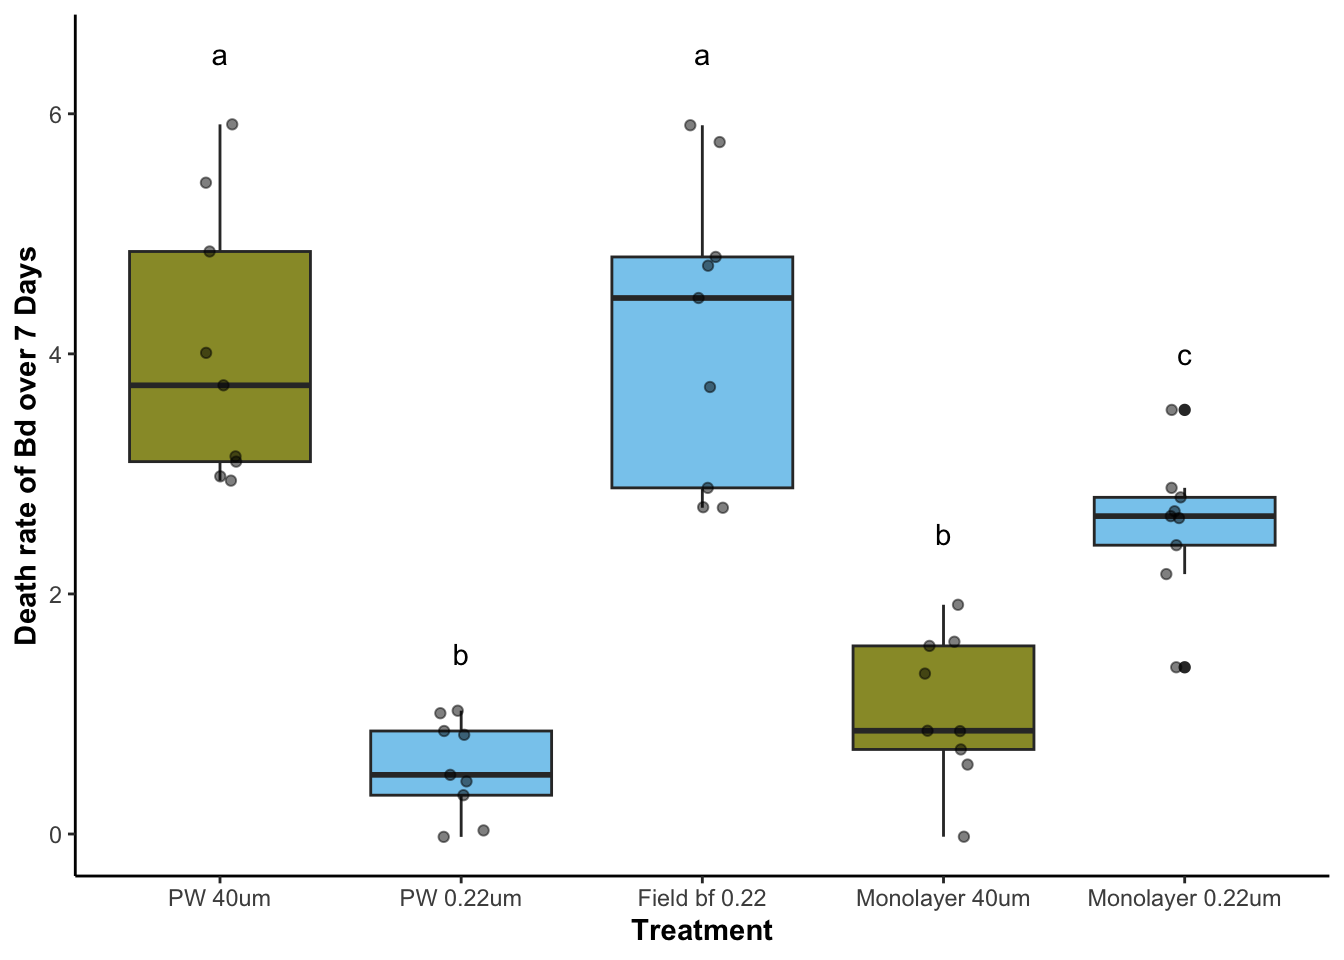 Death rate of Bd over 7 Days
6
4
2
0
a
b
a
b
c
PW 40um
PW 0.22um
Field bf 0.22
Monolayer 40um
Monolayer 0.22um
Treatment